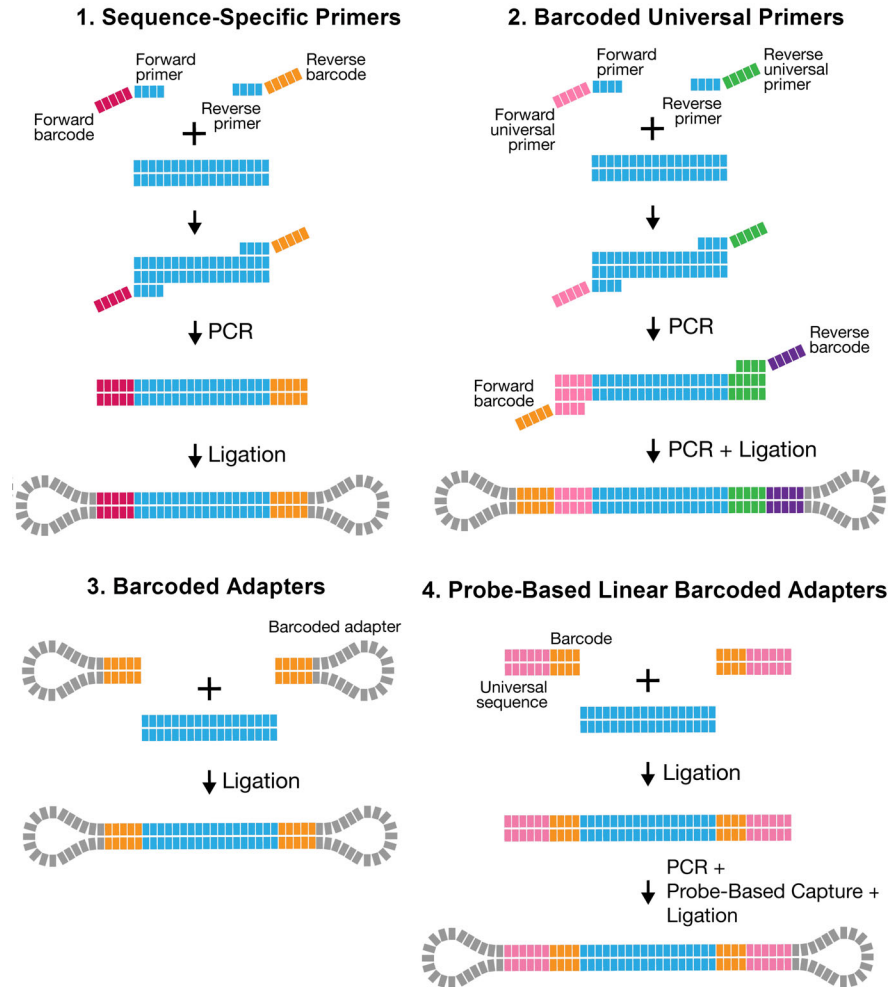 1. Sequence-Specific Primers
Forward
primer
Reverse
barcode
Forward
barcode
Reverse
primer
PCR
Ligation
2. Barcoded Universal Primers
Forward
primer
Reverse
universal
primer
Forward
universal
primer
Reverse
primer
PCR
Reverse
barcode
Forward
barcode
PCR + Ligation
3. Barcoded Adapters
Barcoded adapter
Ligation
4. Probe-Based Linear Barcoded Adapters
Barcode
Universal
sequence
Ligation
PCR +
Probe-Based Capture +
Ligation